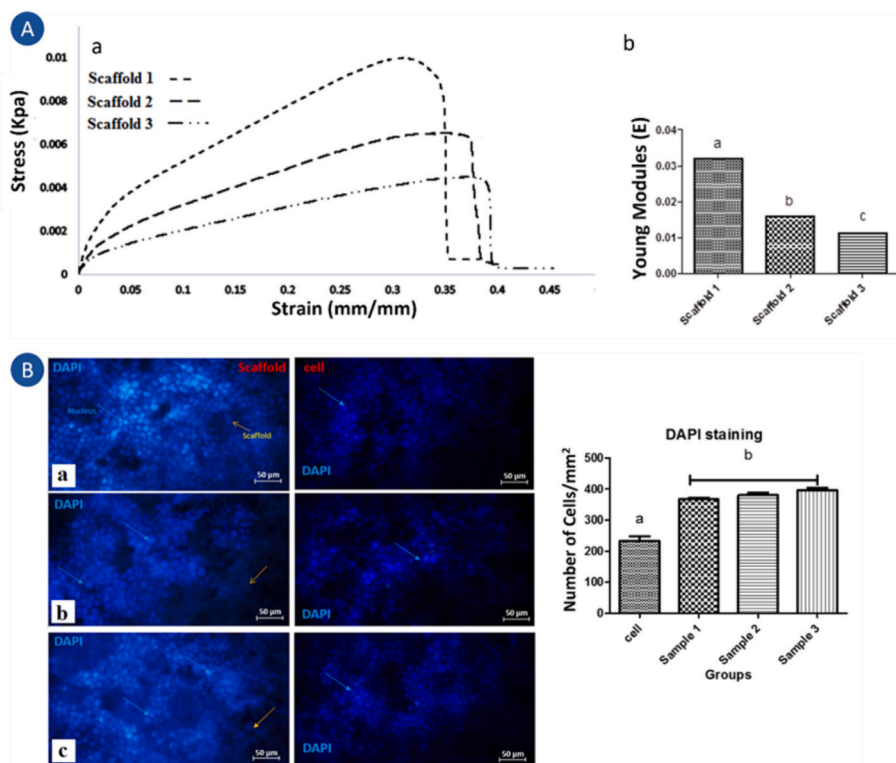 A
a
Scaffold 1
Scaffold 2
Scaffold 3
Stress (Kpa)
0.01
0.008
0.006
0.004
0.002
0
0 0.05 0.1 0.15 0.2 0.25 0.3 0.35 0.4 0.45
Strain (mm/mm)
b
Young Modules (E)
0.04
0.03
0.02
0.01
0.00
a
b
c
Scaffold 1
Scaffold 2
Scaffold 3
B
DAPI Scaffold
Nucleus
Scaffold
a
50 µm
cell
DAPI
50 µm
DAPI
b
50 µm
DAPI
50 µm
DAPI
c
50 µm
DAPI
50 µm
DAPI staining
Number of Cells/mm²
500
400
300
200
100
0
a
b
cell
Sample 1
Sample 2
Sample 3
Groups